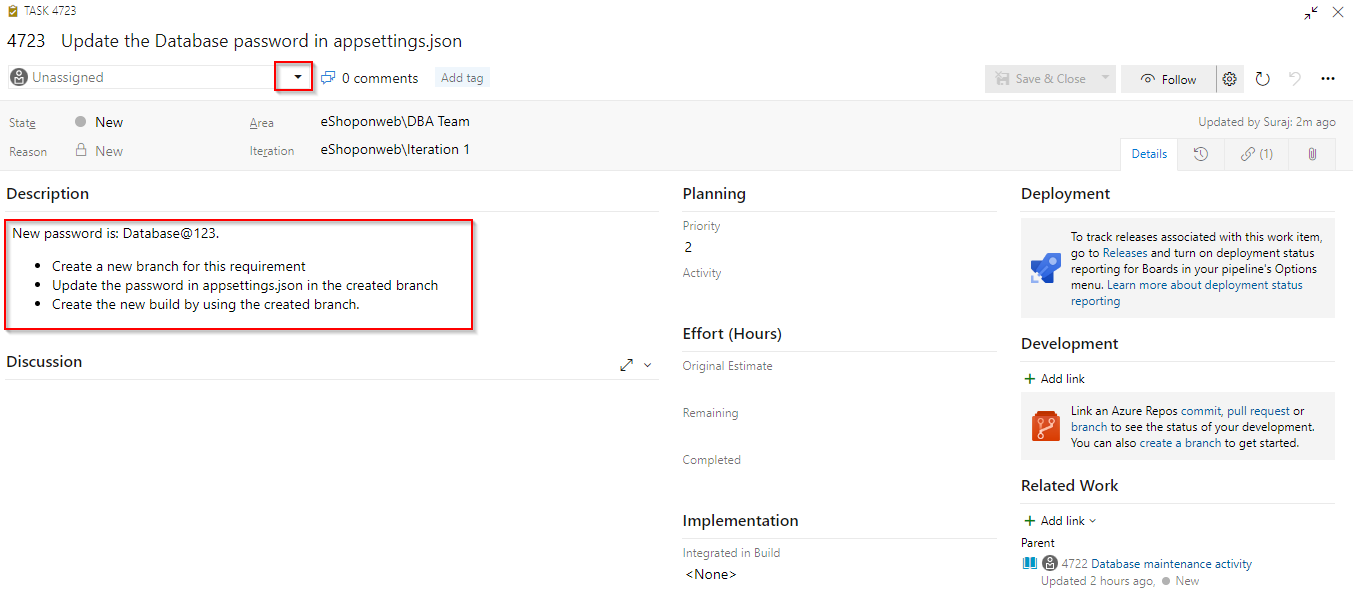 TASK 4723
4723 Update the Database password in appsettings.json
Unassigned
0 comments
Add tag
Save & Close
Follow
State
New
Area
eShoponweb\DBA Team
Updated by Suraj: 2m ago
Reason
New
Iteration
eShoponweb\Iteration 1
Details
(1)
Description
New password is: Database@123.
• Create a new branch for this requirement
• Update the password in appsettings.json in the created branch
• Create the new build by using the created branch.
Discussion
Planning
Priority
2
Activity
Effort (Hours)
Original Estimate
Remaining
Completed
Implementation
Integrated in Build
<None>
Deployment
To track releases associated with this work item,
go to Releases and turn on deployment status
reporting for Boards in your pipeline's Options
menu. Learn more about deployment status
reporting
Development
+ Add link
Link an Azure Repos commit, pull request or
branch to see the status of your development.
You can also create a branch to get started.
Related Work
+ Add link
Parent
4722 Database maintenance activity
Updated 2 hours ago, New